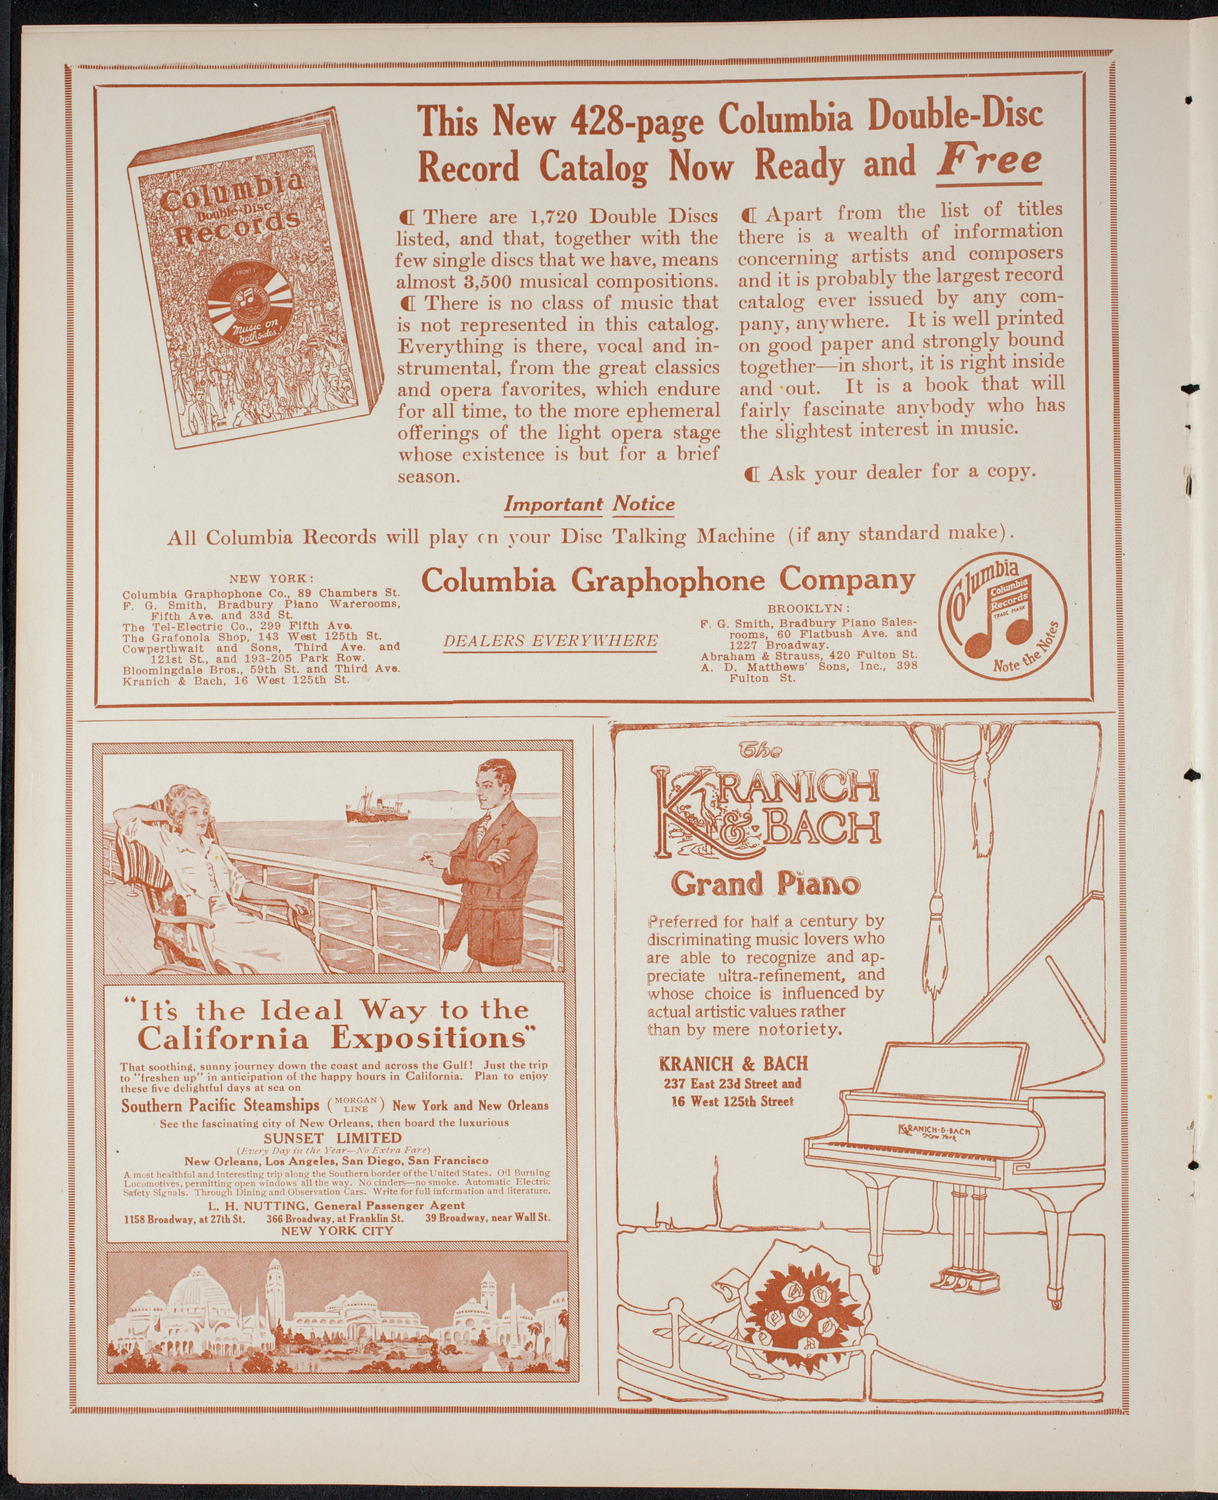 This New 428-page Columbia Double-Disc
Record Catalog Now Ready and Free
Columbia
Double-Disc
Records
Music on
both sides!
¶ There are 1,720 Double Discs
listed, and that, together with the
few single discs that we have, means
almost 3,500 musical compositions.
¶ There is no class of music that
is not represented in this catalog.
Everything is there, vocal and in-
strumental, from the great classics
and opera favorites, which endure
for all time, to the more ephemeral
offerings of the light opera stage
whose existence is but for a brief
season.
¶ Apart from the list of titles
there is a wealth of information
concerning artists and composers
and it is probably the largest record
catalog ever issued by any com-
pany, anywhere. It is well printed
on good paper and strongly bound
together—in short, it is right inside
and out. It is a book that will
fairly fascinate anybody who has
the slightest interest in music.
¶ Ask your dealer for a copy.
Important Notice
All Columbia Records will play on your Disc Talking Machine (if any standard make).
NEW YORK:
Columbia Graphophone Co., 89 Chambers St.
F. G. Smith, Bradbury Piano Warerooms,
Fifth Ave. and 33d St.
The Tel-Electric Co., 299 Fifth Ave.
The Grafonola Shop, 143 West 125th St.
Cowperthwait and Sons, Third Ave. and
121st St., and 193-205 Park Row.
Bloomingdale Bros., 59th St. and Third Ave.
Kranich & Bach, 16 West 125th St.
Columbia Graphophone Company
DEALERS EVERYWHERE
BROOKLYN:
F. G. Smith, Bradbury Piano Sales-
rooms, 60 Flatbush Ave. and
1227 Broadway.
Abraham & Strauss, 420 Fulton St.
A. D. Matthews' Sons, Inc., 398
Fulton St.
Columbia
Columbia
Records
TRADE MARK
Note the Notes
"It's the Ideal Way to the
California Expositions"
That soothing, sunny journey down the coast and across the Gulf! Just the trip
to "freshen up" in anticipation of the happy hours in California. Plan to enjoy
these five delightful days at sea on
Southern Pacific Steamships (MORGAN LINE) New York and New Orleans
See the fascinating city of New Orleans, then board the luxurious
SUNSET LIMITED
(Every Day in the Year—No Extra Fare)
New Orleans, Los Angeles, San Diego, San Francisco
A most healthful and interesting trip along the Southern border of the United States. Oil Burning
Locomotives, permitting open windows all the way. No cinders—no smoke. Automatic Electric
Safety Signals. Through Dining and Observation Cars. Write for full information and literature.
L. H. NUTTING, General Passenger Agent
1158 Broadway, at 27th St. 366 Broadway, at Franklin St. 39 Broadway, near Wall St.
NEW YORK CITY
The
KRANICH
& BACH
Grand Piano
Preferred for half a century by
discriminating music lovers who
are able to recognize and ap-
preciate ultra-refinement, and
whose choice is influenced by
actual artistic values rather
than by mere notoriety.
KRANICH & BACH
237 East 23d Street and
16 West 125th Street
KRANICH & BACH
New York